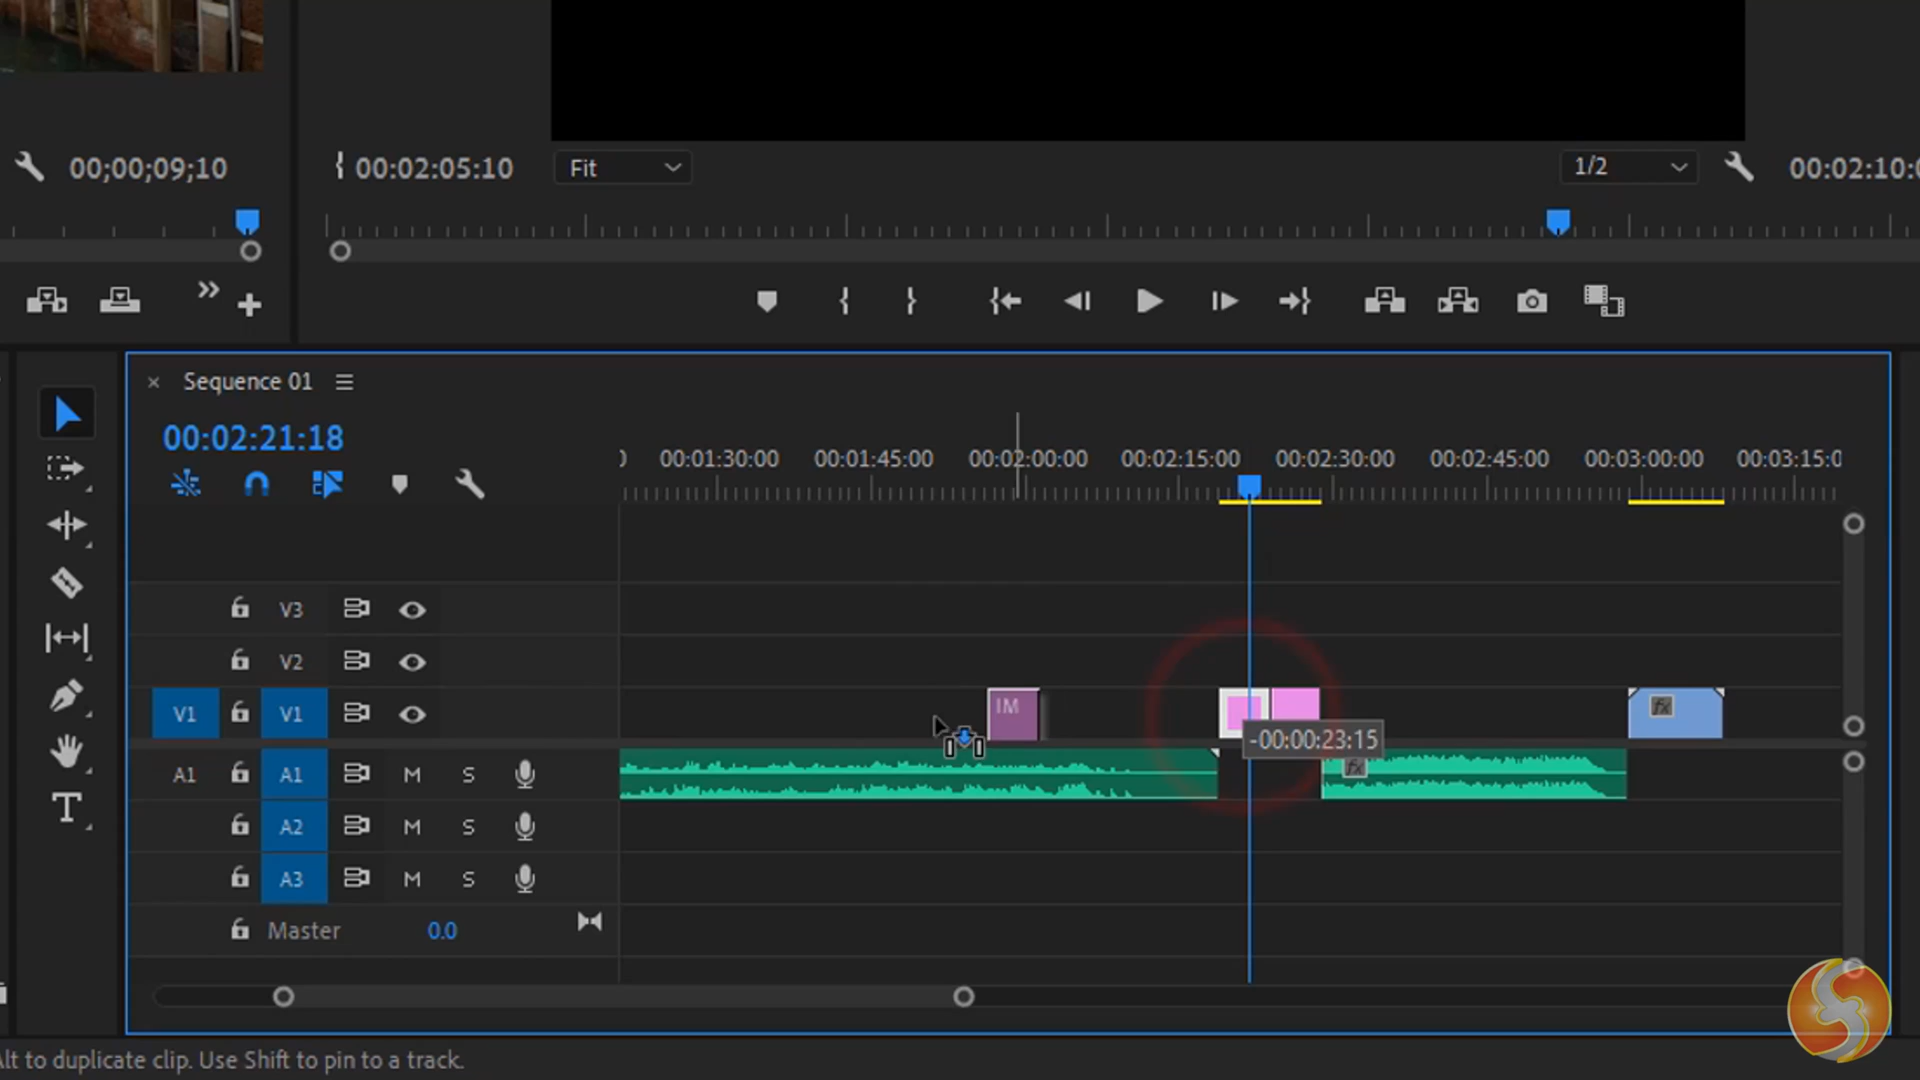 00;00;09;10
00:02:05:10
Fit
1/2
00:02:10:0
Sequence 01
00:02:21:18
00:01:30:00 00:01:45:00 00:02:00:00 00:02:15:00 00:02:30:00 00:02:45:00 00:03:00:00 00:03:15:0
V3
V2
V1 V1
IM
fx
-00:00:23:15
A1 A1 M S
fx
A2 M S
A3 M S
Master 0.0
Alt to duplicate clip. Use Shift to pin to a track.